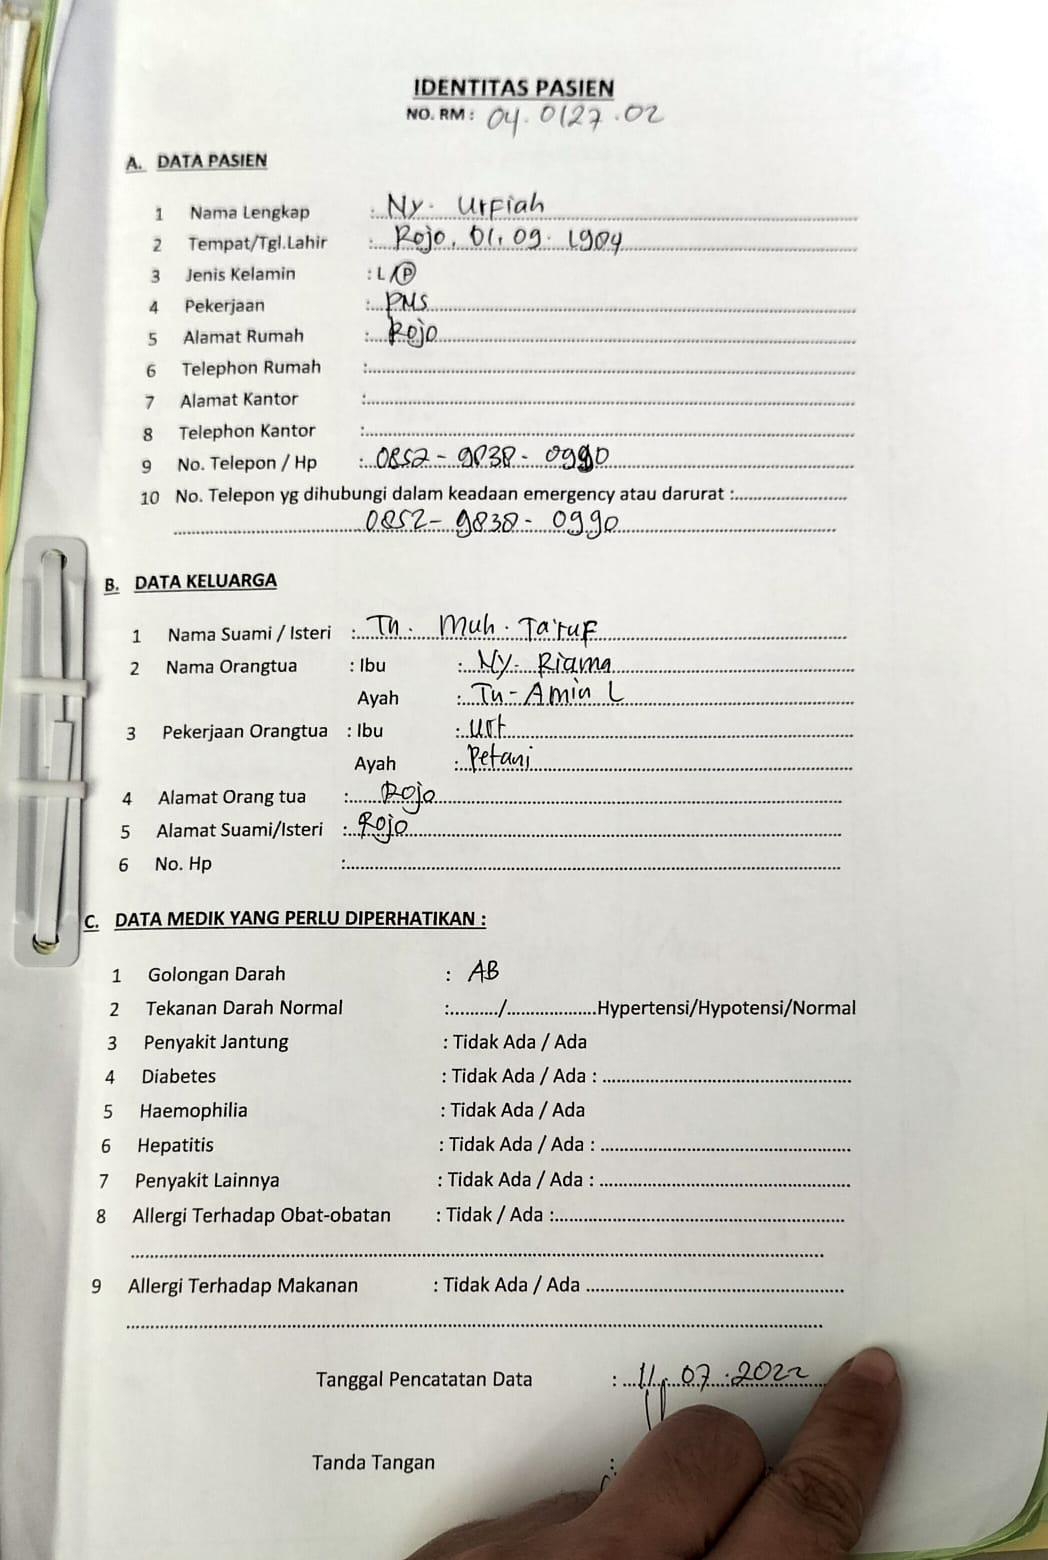 IDENTITAS PASIEN
NO. RM : 04.0127.02
A. DATA PASIEN
1 Nama Lengkap : Ny. Urfiah
2 Tempat/Tgl.Lahir : Rojo, 01.09.1984
3 Jenis Kelamin : L / P
4 Pekerjaan : PNS
5 Alamat Rumah : Rojo
6 Telephon Rumah :
7 Alamat Kantor :
8 Telephon Kantor :
9 No. Telepon / Hp : 0852 - 9838 - 0990
10 No. Telepon yg dihubungi dalam keadaan emergency atau darurat :
0852 - 9838 - 0990
B. DATA KELUARGA
1 Nama Suami / Isteri : Tn. Muh. Ta'ruf
2 Nama Orangtua : Ibu : Ny. Riama
Ayah : Tn - Amin L
3 Pekerjaan Orangtua : Ibu : Urt
Ayah : Petani
4 Alamat Orang tua : Rojo
5 Alamat Suami/Isteri : Rojo
6 No. Hp :
C. DATA MEDIK YANG PERLU DIPERHATIKAN :
1 Golongan Darah : AB
2 Tekanan Darah Normal :........../..................Hypertensi/Hypotensi/Normal
3 Penyakit Jantung : Tidak Ada / Ada
4 Diabetes : Tidak Ada / Ada :
5 Haemophilia : Tidak Ada / Ada
6 Hepatitis : Tidak Ada / Ada :
7 Penyakit Lainnya : Tidak Ada / Ada :
8 Allergi Terhadap Obat-obatan : Tidak / Ada :
9 Allergi Terhadap Makanan : Tidak Ada / Ada
Tanggal Pencatatan Data : 11.07.2022
Tanda Tangan :